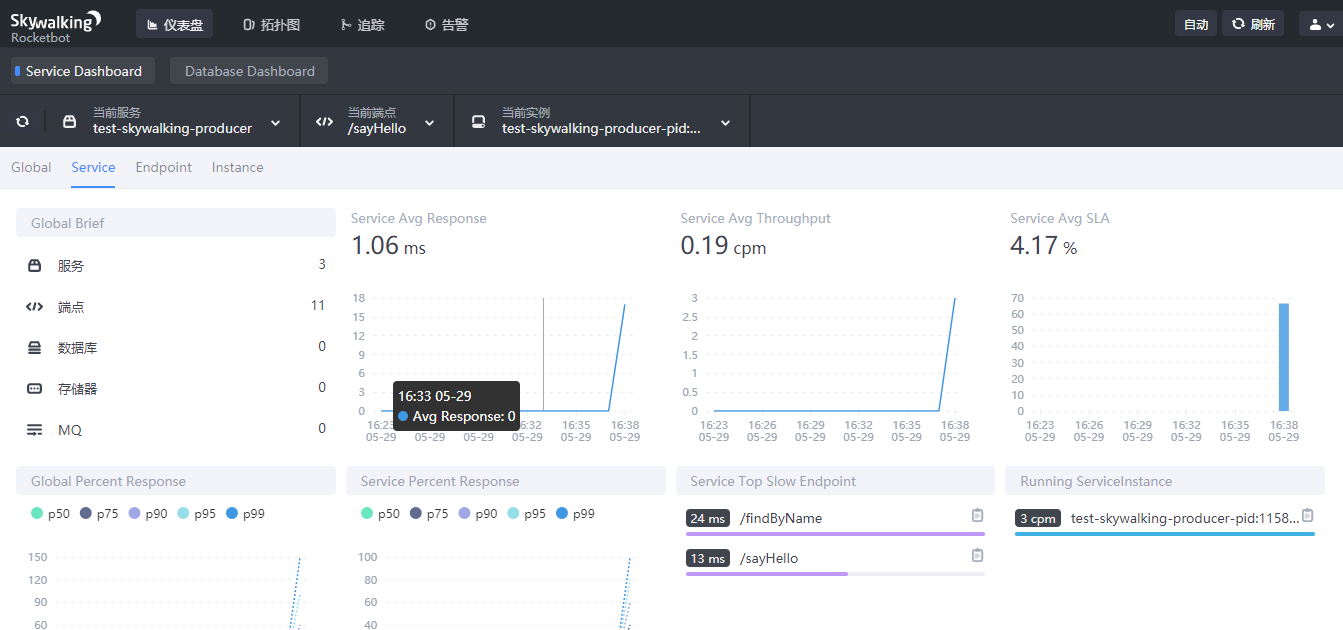 Skywalking
Rocketbot
仪表盘
拓扑图
追踪
告警
自动
刷新
Service Dashboard
Database Dashboard
当前服务
test-skywalking-producer
当前端点
/sayHello
当前实例
test-skywalking-producer-pid:...
Global
Service
Endpoint
Instance
Global Brief
服务 3
端点 11
数据库 0
存储器 0
MQ 0
Service Avg Response
1.06 ms
18
15
12
9
6
3
0
16:33 05-29
Avg Response: 0
16:23 6:32 16:35 16:38
05-29 05-29 05-29 05-29 05-29 05-29
Service Avg Throughput
0.19 cpm
3
2.5
2
1.5
1
0.5
0
16:23 16:26 16:29 16:32 16:35 16:38
05-29 05-29 05-29 05-29 05-29 05-29
Service Avg SLA
4.17 %
70
60
50
40
30
20
10
0
16:23 16:26 16:29 16:32 16:35 16:38
05-29 05-29 05-29 05-29 05-29 05-29
Global Percent Response
p50 p75 p90 p95 p99
150
120
90
60
Service Percent Response
p50 p75 p90 p95 p99
100
80
60
40
Service Top Slow Endpoint
24 ms /findByName
13 ms /sayHello
Running ServiceInstance
3 cpm test-skywalking-producer-pid:1158...